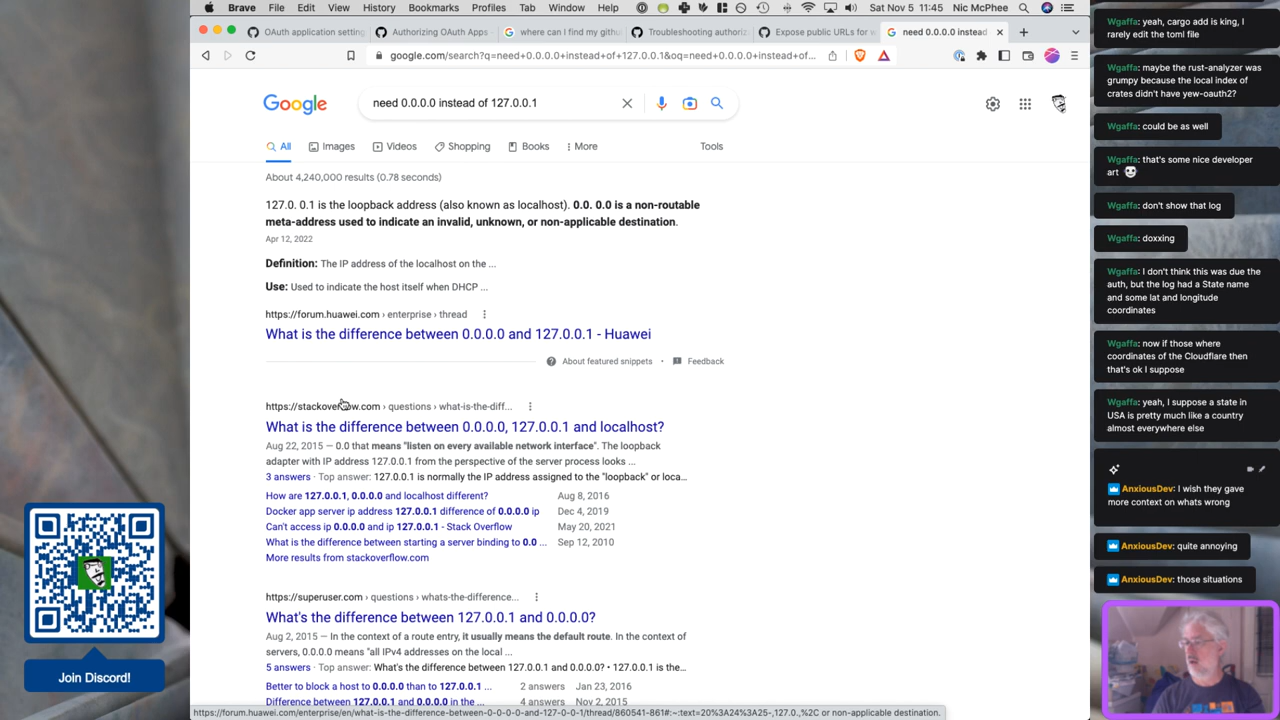 Brave File Edit View History Bookmarks Profiles Tab Window Help
Sat Nov 5 11:45 Nic McPhee
OAuth application setting
Authorizing OAuth Apps -
where can I find my githu
Troubleshooting authoriz
Expose public URLs for w
need 0.0.0.0 instead
google.com/search?q=need+0.0.0.0+instead+of+127.0.0.1&oq=need+0.0.0.0+instead+of...
Google
need 0.0.0.0 instead of 127.0.0.1
All
Images
Videos
Shopping
Books
More
Tools
About 4,240,000 results (0.78 seconds)
127.0. 0.1 is the loopback address (also known as localhost). 0.0. 0.0 is a non-routable
meta-address used to indicate an invalid, unknown, or non-applicable destination.
Apr 12, 2022
Definition: The IP address of the localhost on the ...
Use: Used to indicate the host itself when DHCP ...
https://forum.huawei.com › enterprise › thread
What is the difference between 0.0.0.0 and 127.0.0.1 - Huawei
About featured snippets • Feedback
https://stackoverflow.com › questions › what-is-the-diff...
What is the difference between 0.0.0.0, 127.0.0.1 and localhost?
Aug 22, 2015 — 0.0 that means "listen on every available network interface". The loopback
adapter with IP address 127.0.0.1 from the perspective of the server process looks ...
3 answers · Top answer: 127.0.0.1 is normally the IP address assigned to the "loopback" or loca...
How are 127.0.0.1, 0.0.0.0 and localhost different? Aug 8, 2016
Docker app server ip address 127.0.0.1 difference of 0.0.0.0 ip Dec 4, 2019
Can't access ip 0.0.0.0 and ip 127.0.0.1 - Stack Overflow May 20, 2021
What is the difference between starting a server binding to 0.0 ... Sep 12, 2010
More results from stackoverflow.com
https://superuser.com › questions › whats-the-difference...
What's the difference between 127.0.0.1 and 0.0.0.0?
Aug 2, 2015 — In the context of a route entry, it usually means the default route. In the context of
servers, 0.0.0.0 means "all IPv4 addresses on the local ...
5 answers · Top answer: What's the difference between 127.0.0.1 and 0.0.0.0? • 127.0.0.1 is the...
Better to block a host to 0.0.0.0 than to 127.0.0.1 ... 2 answers Jan 23, 2016
Difference between 127.0.0.1 and 0.0.0.0 in the ... 4 answers Nov 2, 2015
https://forum.huawei.com/enterprise/en/what-is-the-difference-between-0-0-0-0-and-127-0-0-1/thread/860541-861#:~:text=20%3A24%3A25-,127.0.,%2C or non-applicable destination.
Join Discord!
Wgaffa: yeah, cargo add is king, I
rarely edit the toml file
Wgaffa: maybe the rust-analyzer was
grumpy because the local index of
crates didn't have yew-oauth2?
Wgaffa: could be as well
Wgaffa: that's some nice developer
art
Wgaffa: don't show that log
Wgaffa: doxxing
Wgaffa: I don't think this was due the
auth, but the log had a State name
and some lat and longitude
coordinates
Wgaffa: now if those where
coordinates of the Cloudflare then
that's ok I suppose
Wgaffa: yeah, I suppose a state in
USA is pretty much like a country
almost everywhere else
AnxiousDev: I wish they gave
more context on whats wrong
AnxiousDev: quite annoying
AnxiousDev: those situations